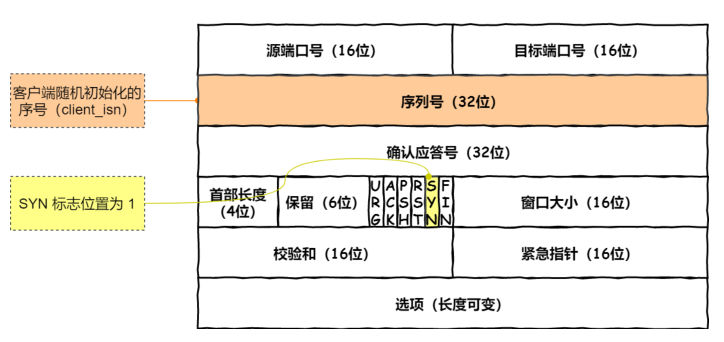 源端口号（16位）
目标端口号（16位）
客户端随机初始化的
序号（client_isn）
序列号（32位）
确认应答号（32位）
SYN 标志位置为 1
首部长度
（4位）
保留（6位）
URG
ACK
PSH
RST
SYN
FIN
窗口大小（16位）
校验和（16位）
紧急指针（16位）
选项（长度可变）